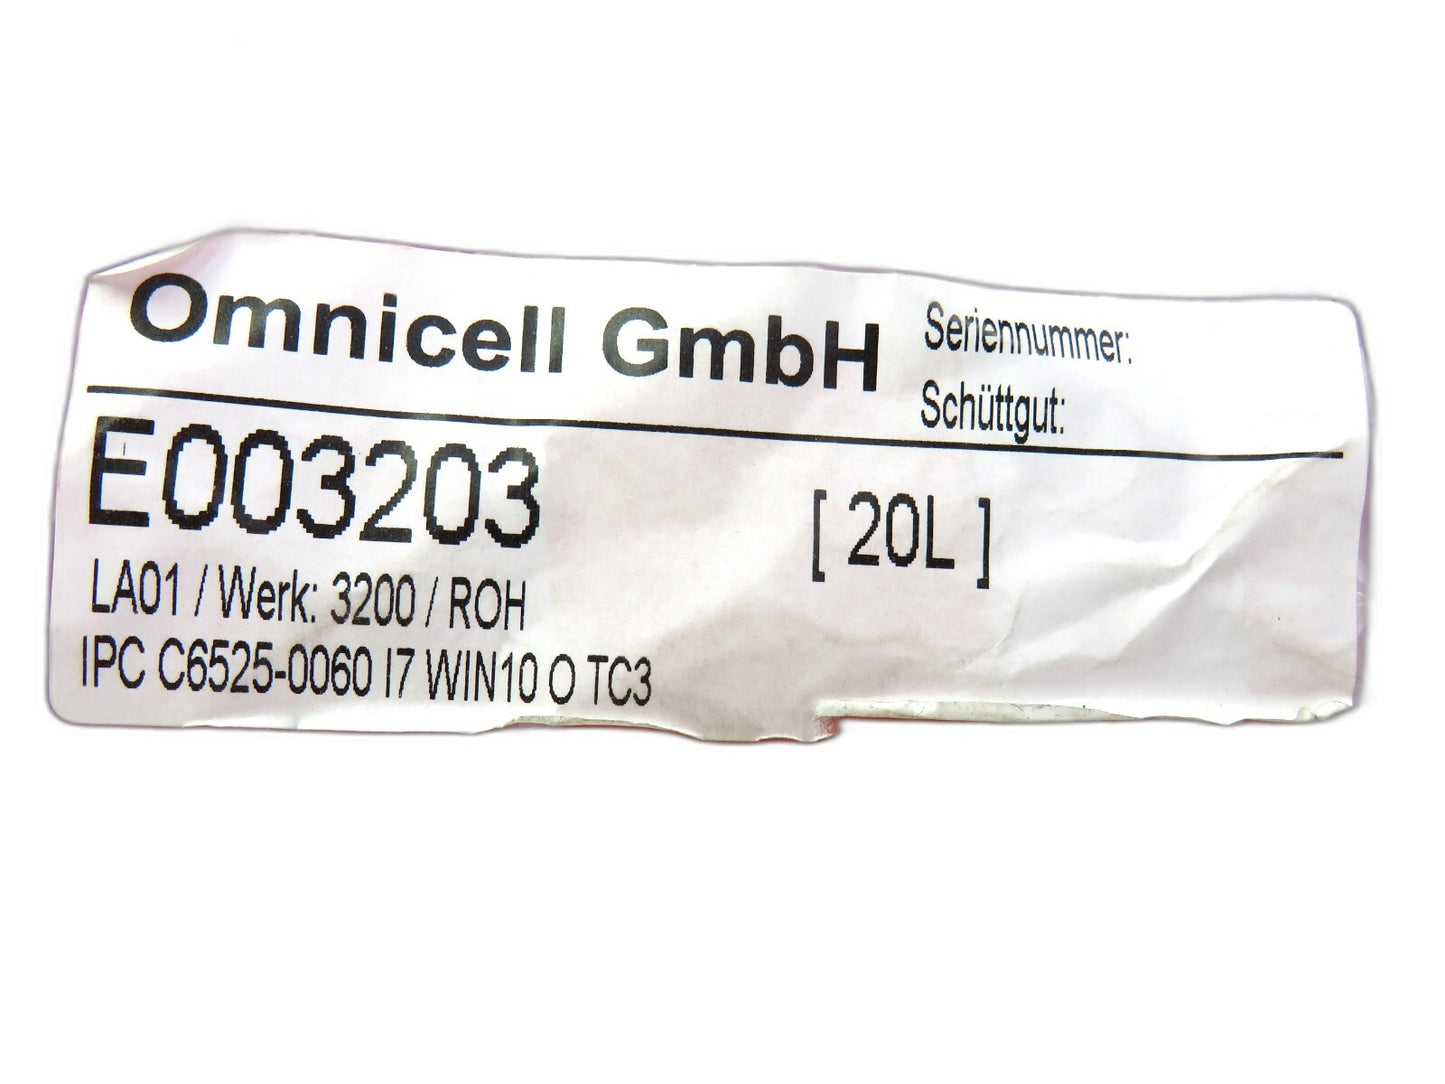 Omnicell GmbH
Seriennummer:
Schüttgut:
E003203
[ 20L ]
LA01 / Werk: 3200 / ROH
IPC C6525-0060 I7 WIN10 O TC3